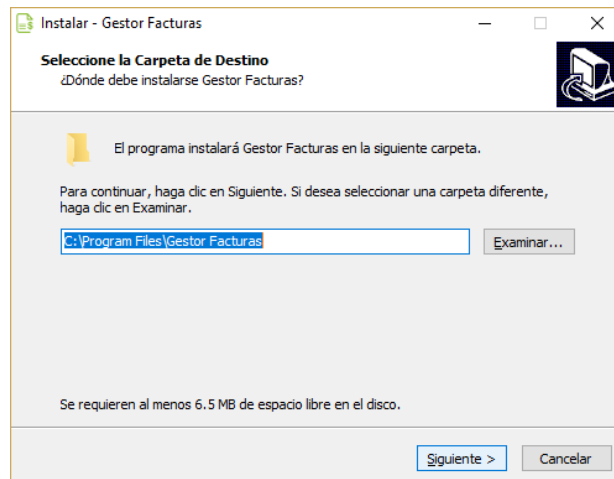 Instalar - Gestor Facturas
Seleccione la Carpeta de Destino
¿Dónde debe instalarse Gestor Facturas?
El programa instalará Gestor Facturas en la siguiente carpeta.
Para continuar, haga clic en Siguiente. Si desea seleccionar una carpeta diferente,
haga clic en Examinar.
C:\Program Files\Gestor Facturas
Examinar...
Se requieren al menos 6.5 MB de espacio libre en el disco.
Siguiente >
Cancelar